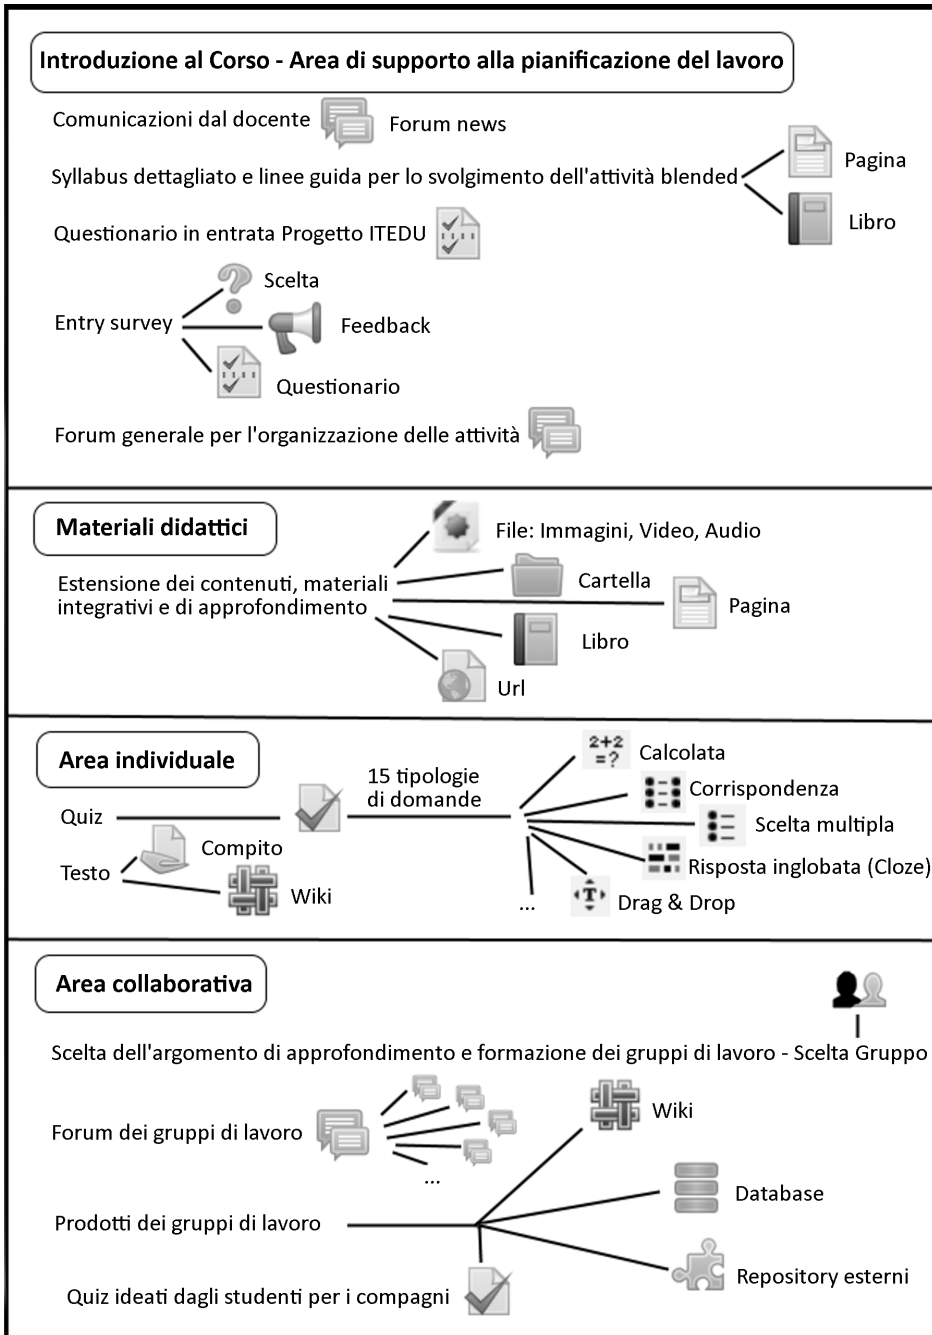 Introduzione al Corso - Area di supporto alla pianificazione del lavoro
Comunicazioni dal docente
Forum news
Syllabus dettagliato e linee guida per lo svolgimento dell'attività blended
Pagina
Libro
Questionario in entrata Progetto ITEDU
Entry survey
Scelta
Feedback
Questionario
Forum generale per l'organizzazione delle attività
Materiali didattici
Estensione dei contenuti, materiali
integrativi e di approfondimento
File: Immagini, Video, Audio
Cartella
Pagina
Libro
Url
Area individuale
Quiz
15 tipologie
di domande
2+2
=?
Calcolata
Corrispondenza
Scelta multipla
Risposta inglobata (Cloze)
T
Drag & Drop
...
Testo
Compito
Wiki
Area collaborativa
Scelta dell'argomento di approfondimento e formazione dei gruppi di lavoro - Scelta Gruppo
Forum dei gruppi di lavoro
...
Prodotti dei gruppi di lavoro
Wiki
Database
Repository esterni
Quiz ideati dagli studenti per i compagni